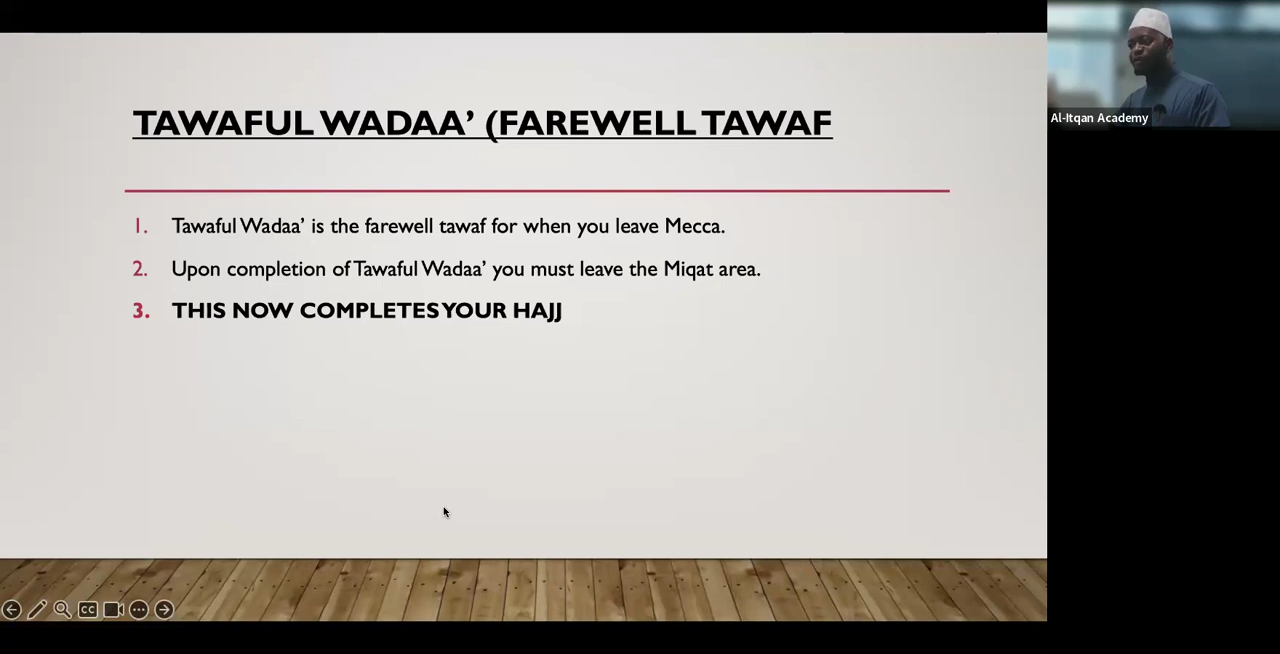 TAWAFUL WADAA’ (FAREWELL TAWAF
1. Tawaful Wadaa’ is the farewell tawaf for when you leave Mecca.
2. Upon completion of Tawaful Wadaa’ you must leave the Miqat area.
3. THIS NOW COMPLETES YOUR HAJJ
Al-Itqan Academy
CC